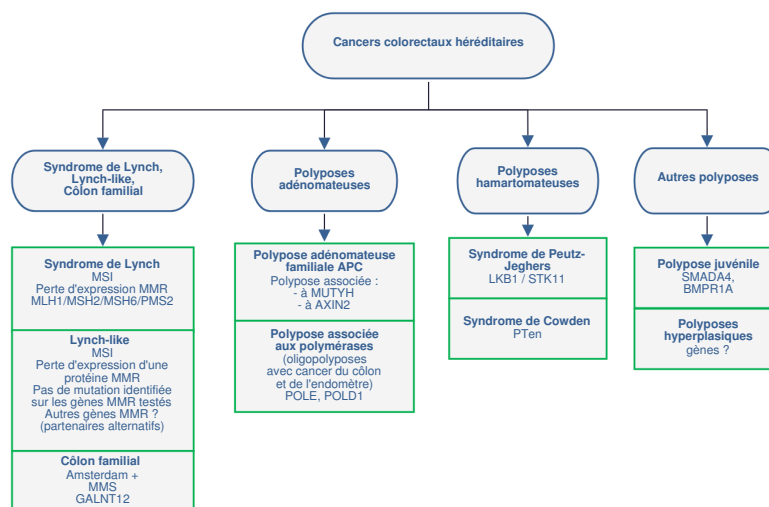 Cancers colorectaux héréditaires
Syndrome de Lynch,
Lynch-like,
Côlon familial
Polyposes
adénomateuses
Polyposes
hamartomateuses
Autres polyposes
Syndrome de Lynch
MSI
Perte d'expression MMR
MLH1/MSH2/MSH6/PMS2
Lynch-like
MSI
Perte d'expression d'une
protéine MMR
Pas de mutation identifiée
sur les gènes MMR testés
Autres gènes MMR ?
(partenaires alternatifs)
Côlon familial
Amsterdam +
MMS
GALNT12
Polypose adénomateuse
familiale APC
Polypose associée :
- à MUTYH
- à AXIN2
Polypose associée
aux polymérases
(oligopolyposes
avec cancer du côlon
et de l'endomètre)
POLE, POLD1
Syndrome de Peutz-
Jeghers
LKB1 / STK11
Syndrome de Cowden
PTen
Polypose juvénile
SMADA4,
BMPR1A
Polyposes
hyperplasiques
gènes ?